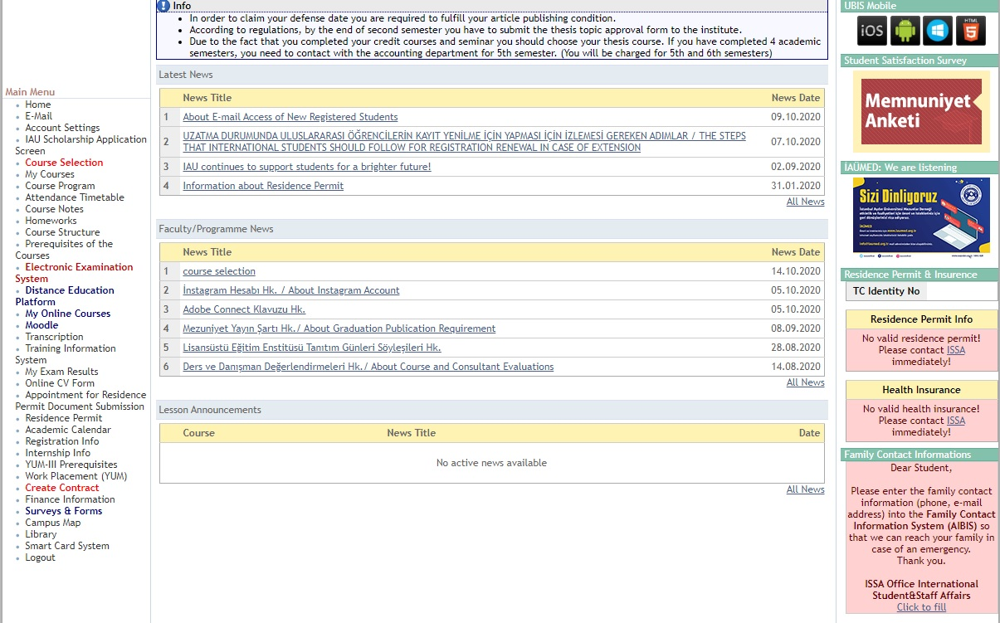 Info
In order to claim your defense date you are required to fulfill your article publishing condition.
According to regulations, by the end of second semester you have to submit the thesis topic approval form to the institute.
Due to the fact that you completed your credit courses and seminar you should choose your thesis course. If you have completed 4 academic
semesters, you need to contact with the accounting department for 5th semester. (You will be charged for 5th and 6th semesters)
Main Menu
Home
E-Mail
Account Settings
IAU Scholarship Application
Screen
Course Selection
My Courses
Course Program
Attendance Timetable
Course Notes
Homeworks
Course Structure
Prerequisites of the
Courses
Electronic Examination
System
Distance Education
Platform
My Online Courses
Moodle
Transcription
Training Information
System
My Exam Results
Online CV Form
Appointment for Residence
Permit Document Submission
Residence Permit
Academic Calendar
Registration Info
Internship Info
YUM-III Prerequisites
Work Placement (YUM)
Create Contract
Finance Information
Surveys & Forms
Campus Map
Library
Smart Card System
Logout
Latest News
News Title News Date
1 About E-mail Access of New Registered Students 09.10.2020
2 UZATMA DURUMUNDA ULUSLARARASI ÖĞRENCİLERİN KAYIT YENİLME İÇİN YAPMASI İÇİN İZLEMESİ GEREKEN ADIMLAR / THE STEPS
THAT INTERNATIONAL STUDENTS SHOULD FOLLOW FOR REGISTRATION RENEWAL IN CASE OF EXTENSION 07.10.2020
3 IAU continues to support students for a brighter future! 02.09.2020
4 Information about Residence Permit 31.01.2020
All News
Faculty/Programme News
News Title News Date
1 course selection 14.10.2020
2 İnstagram Hesabı Hk. / About Instagram Account 05.10.2020
3 Adobe Connect Klavuzu Hk. 05.10.2020
4 Mezuniyet Yayın Şartı Hk./ About Graduation Publication Requirement 08.09.2020
5 Lisansüstü Eğitim Enstitüsü Tanıtım Günleri Söyleşileri Hk. 28.08.2020
6 Ders ve Danışman Değerlendirmeleri Hk./ About Course and Consultant Evaluations 14.08.2020
All News
Lesson Announcements
Course News Title Date
No active news available
All News
UBIS Mobile
iOS
HTML
5
Student Satisfaction Survey
Memnuniyet
Anketi
İAÜMED: We are listening
Sizi Dinliyoruz
İstanbul Aydın Üniversitesi Mezunlar Derneği
Residence Permit & Insurence
TC Identity No
Residence Permit Info
No valid residence permit!
Please contact ISSA
immediately!
Health Insurance
No valid health insurance!
Please contact ISSA
immediately!
Family Contact Informations
Dear Student,
Please enter the family contact
information (phone, e-mail
address) into the Family Contact
Information System (AIBIS) so
that we can reach your family in
case of an emergency.
Thank you.
ISSA Office International
Student&Staff Affairs
Click to fill